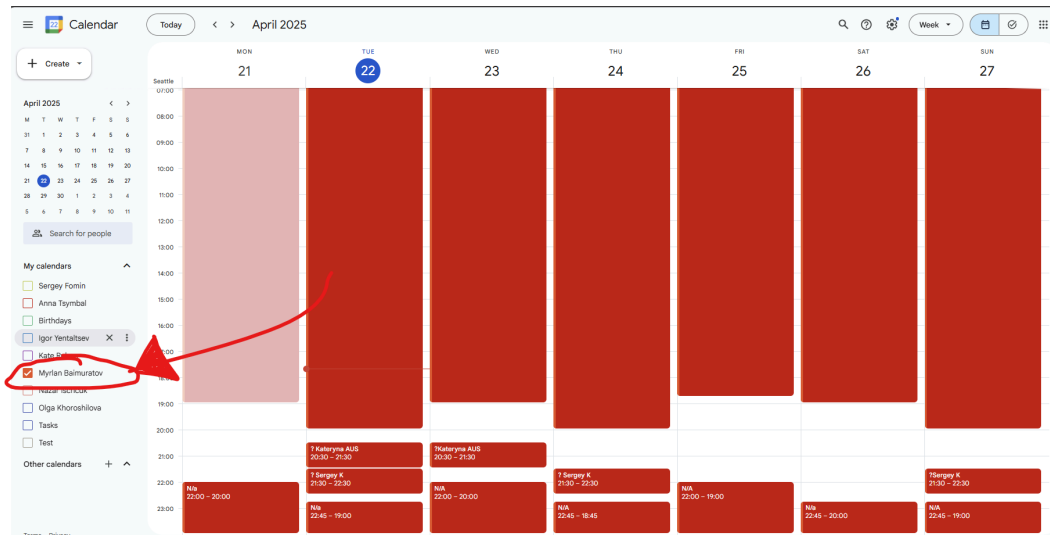 22 Calendar
Today
April 2025
Week
Create
April 2025
M T W T F S S
31 1 2 3 4 5 6
7 8 9 10 11 12 13
14 15 16 17 18 19 20
21 22 23 24 25 26 27
28 29 30 1 2 3 4
5 6 7 8 9 10 11
Search for people
My calendars
Sergey Fomin
Anna Tsymbal
Birthdays
Igor Yentaltsev
Kate
Myrlan Baimuratov
Nazar
Olga Khoroshilova
Tasks
Test
Other calendars
Terms – Privacy
Seattle
MON TUE WED THU FRI SAT SUN
21 22 23 24 25 26 27
07:00
08:00
09:00
10:00
11:00
12:00
13:00
14:00
15:00
16:00
19:00
20:00
21:00
22:00
23:00
N/a
22:00 – 20:00
? Kateryna AUS
20:30 – 21:30
? Sergey K
21:30 – 22:30
N/a
22:45 – 19:00
?Kateryna AUS
20:30 – 21:30
N/A
22:00 – 20:00
? Sergey K
21:30 – 22:30
N/A
22:45 – 18:45
N/A
22:00 – 19:00
N/a
22:45 – 20:00
?Sergey K
21:30 – 22:30
N/A
22:45 – 19:00